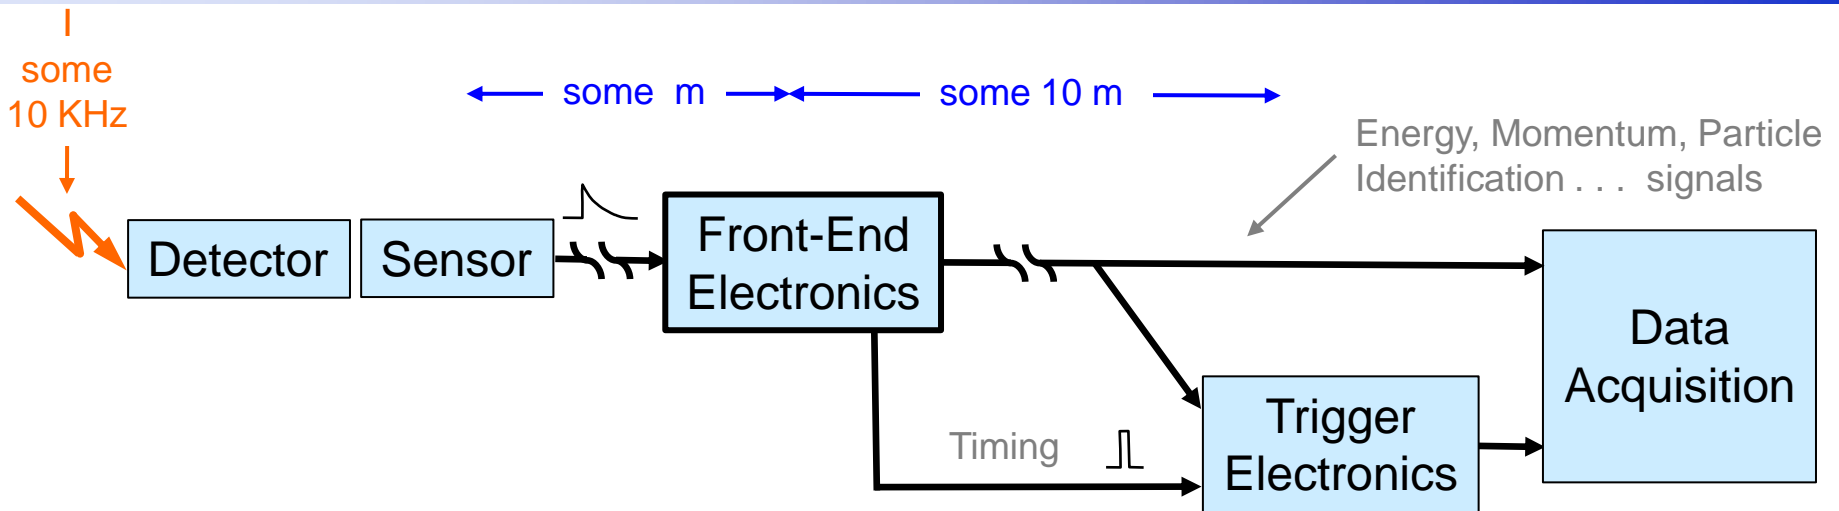 some
10 KHz
some m
some 10 m
Energy, Momentum, Particle
Identification . . . signals
Detector
Sensor
Front-End
Electronics
Data
Acquisition
Timing
Trigger
Electronics